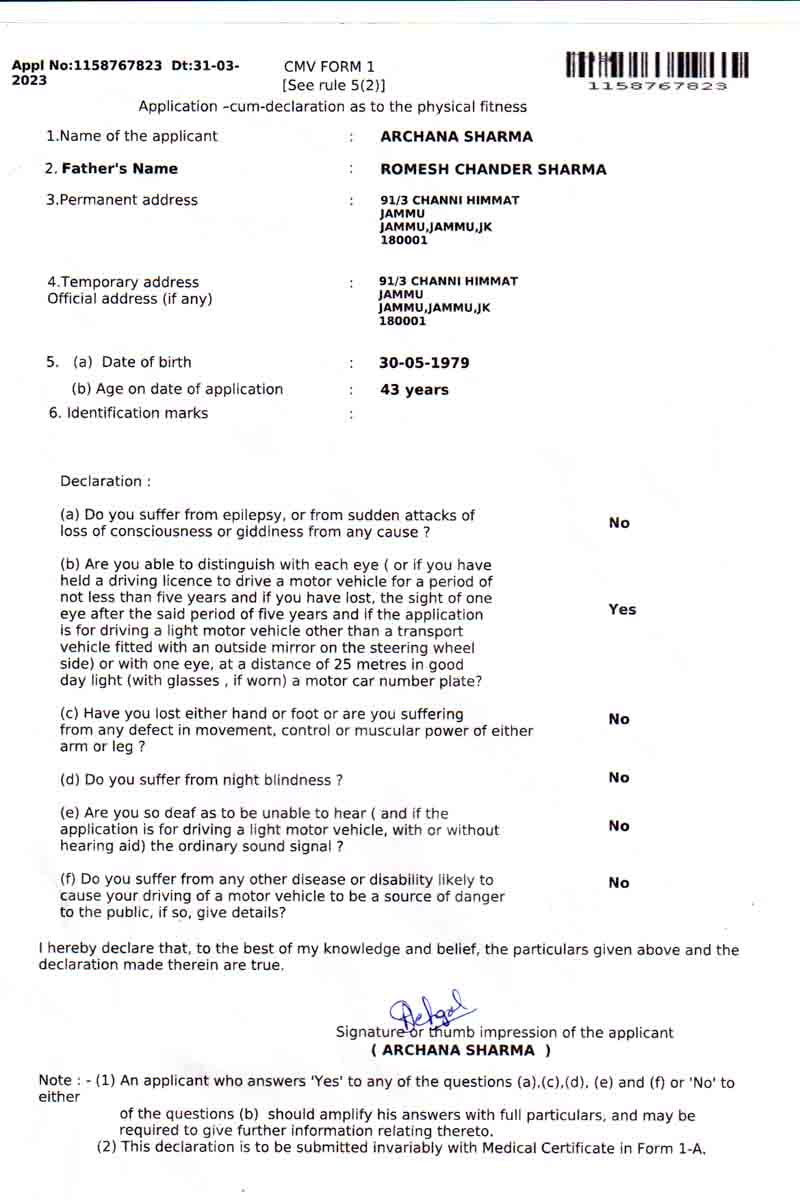 Appl No:1158767823 Dt:31-03-
2023
CMV FORM 1
[See rule 5(2)]
1158767823
Application -cum-declaration as to the physical fitness
1.Name of the applicant : ARCHANA SHARMA
2. Father's Name : ROMESH CHANDER SHARMA
3.Permanent address : 91/3 CHANNI HIMMAT
JAMMU
JAMMU,JAMMU,JK
180001
4.Temporary address : 91/3 CHANNI HIMMAT
Official address (if any) JAMMU
JAMMU,JAMMU,JK
180001
5. (a) Date of birth : 30-05-1979
(b) Age on date of application : 43 years
6. Identification marks :
Declaration :
(a) Do you suffer from epilepsy, or from sudden attacks of
loss of consciousness or giddiness from any cause ? No
(b) Are you able to distinguish with each eye ( or if you have
held a driving licence to drive a motor vehicle for a period of
not less than five years and if you have lost, the sight of one
eye after the said period of five years and if the application Yes
is for driving a light motor vehicle other than a transport
vehicle fitted with an outside mirror on the steering wheel
side) or with one eye, at a distance of 25 metres in good
day light (with glasses , if worn) a motor car number plate?
(c) Have you lost either hand or foot or are you suffering No
from any defect in movement, control or muscular power of either
arm or leg ?
(d) Do you suffer from night blindness ? No
(e) Are you so deaf as to be unable to hear ( and if the
application is for driving a light motor vehicle, with or without No
hearing aid) the ordinary sound signal ?
(f) Do you suffer from any other disease or disability likely to No
cause your driving of a motor vehicle to be a source of danger
to the public, if so, give details?
I hereby declare that, to the best of my knowledge and belief, the particulars given above and the
declaration made therein are true.
Signature or thumb impression of the applicant
( ARCHANA SHARMA )
Note : - (1) An applicant who answers 'Yes' to any of the questions (a),(c),(d), (e) and (f) or 'No' to
either
of the questions (b) should amplify his answers with full particulars, and may be
required to give further information relating thereto.
(2) This declaration is to be submitted invariably with Medical Certificate in Form 1-A.